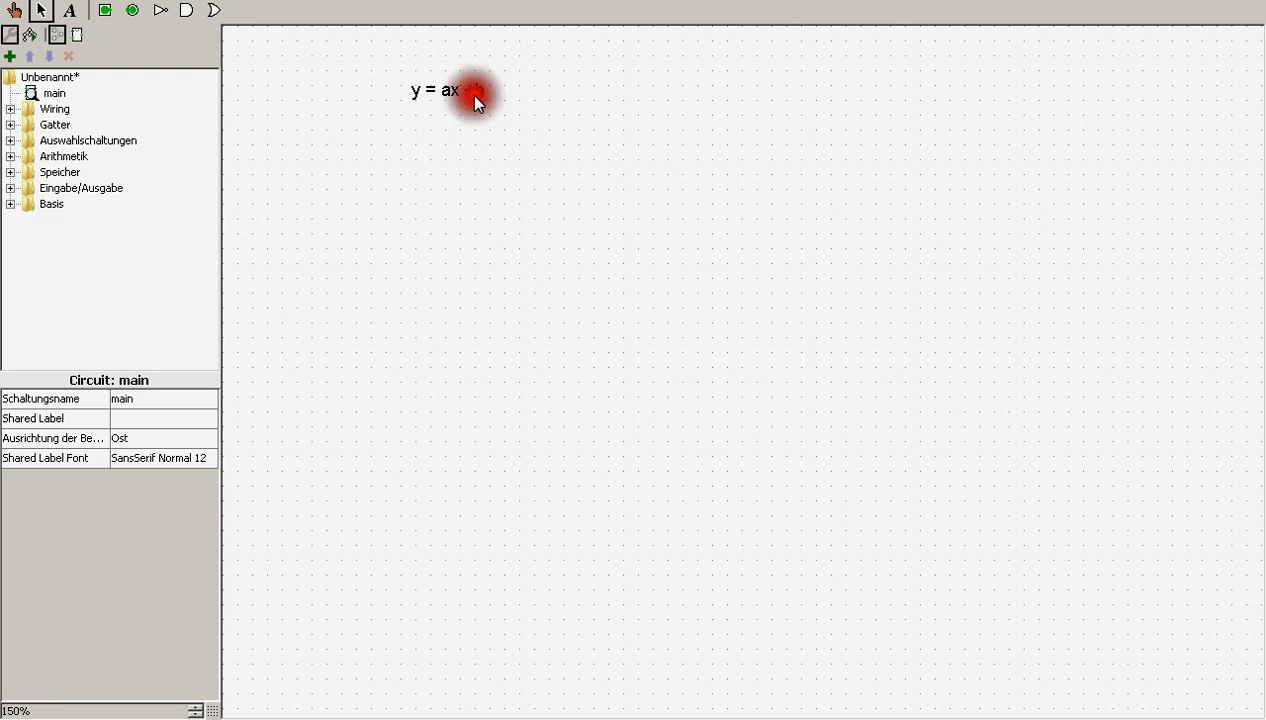 Unbenannt*
main
Wiring
Gatter
Auswahlschaltungen
Arithmetik
Speicher
Eingabe/Ausgabe
Basis
Circuit: main
Schaltungsname main
Shared Label
Ausrichtung der Be... Ost
Shared Label Font SansSerif Normal 12
150%
y = ax